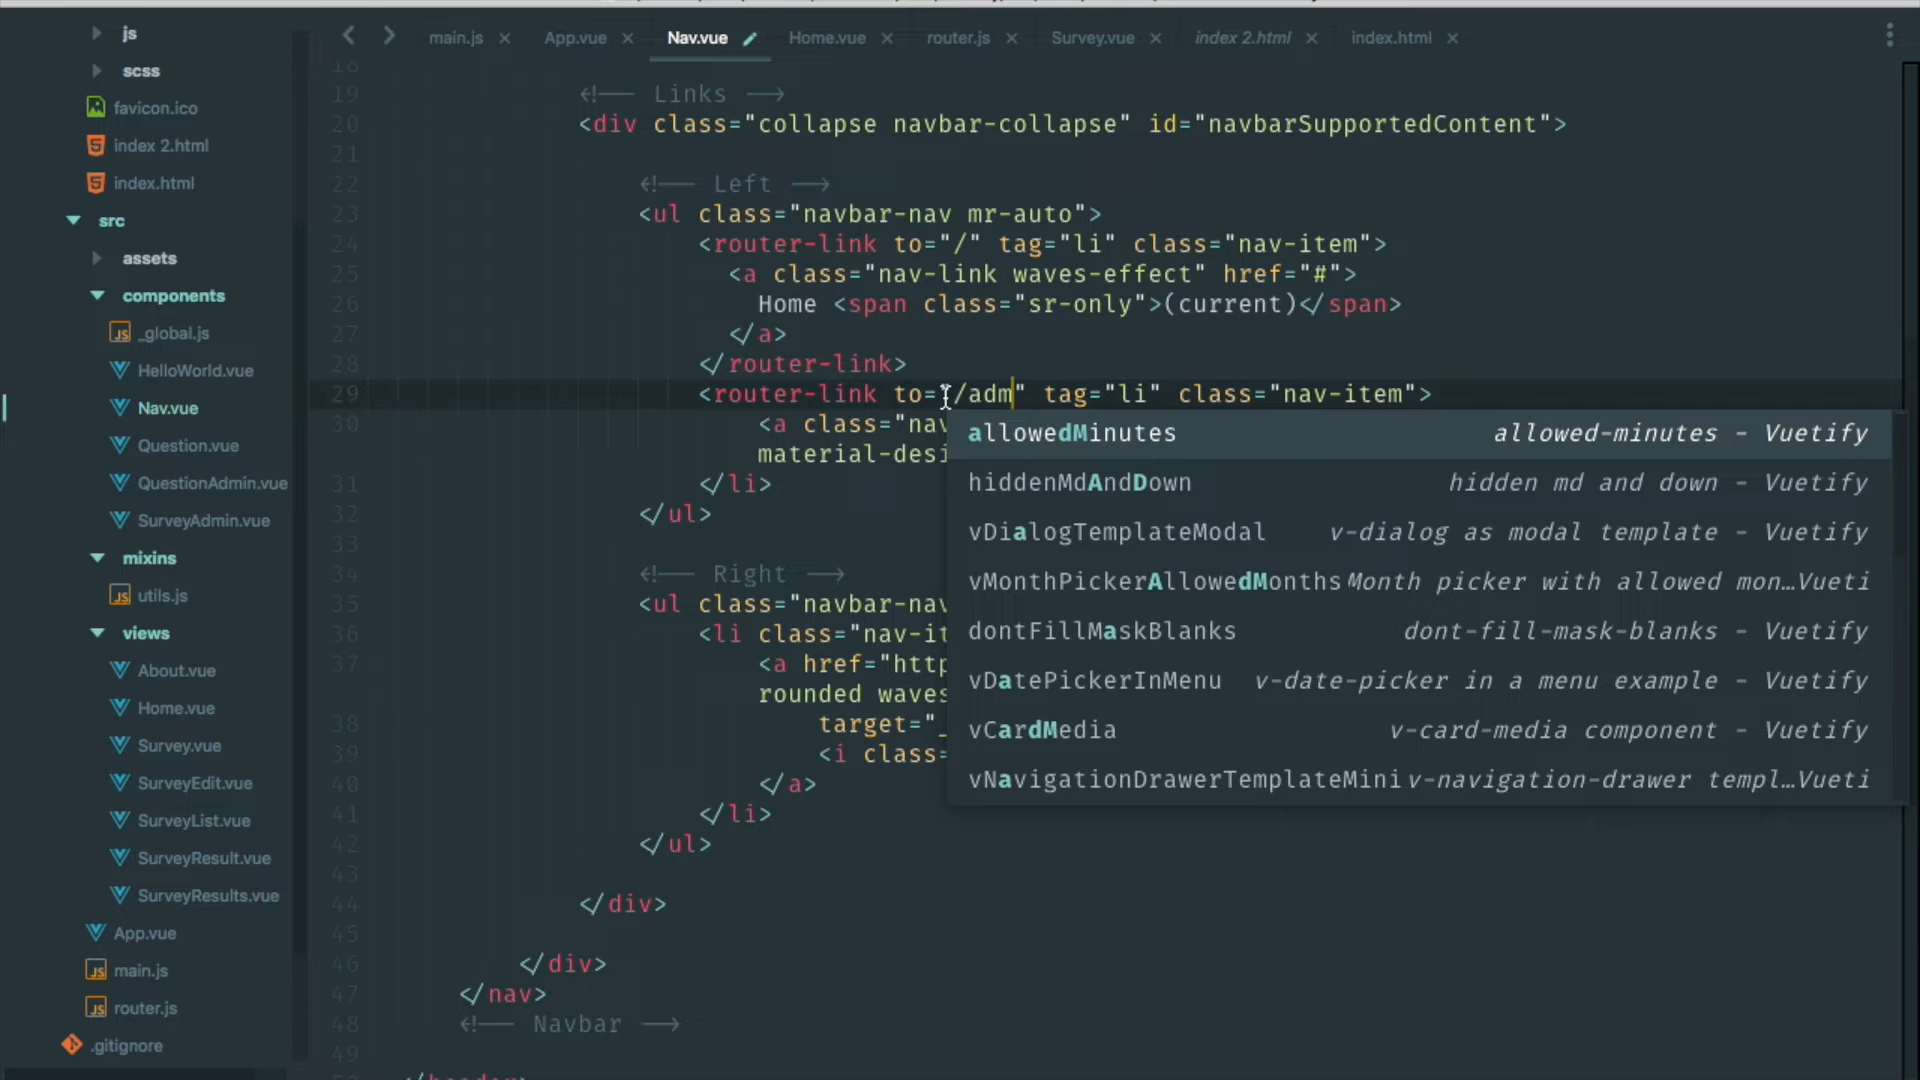 js
scss
favicon.ico
index 2.html
index.html
src
assets
components
_global.js
HelloWorld.vue
Nav.vue
Question.vue
QuestionAdmin.vue
SurveyAdmin.vue
mixins
utils.js
views
About.vue
Home.vue
Survey.vue
SurveyEdit.vue
SurveyList.vue
SurveyResult.vue
SurveyResults.vue
App.vue
main.js
router.js
.gitignore
main.js × App.vue × Nav.vue Home.vue × router.js × Survey.vue × index 2.html × index.html ×
18
19 <!-- Links -->
20 <div class="collapse navbar-collapse" id="navbarSupportedContent">
21
22 <!-- Left -->
23 <ul class="navbar-nav mr-auto">
24 <router-link to="/" tag="li" class="nav-item">
25 <a class="nav-link waves-effect" href="#">
26 Home <span class="sr-only">(current)</span>
27 </a>
28 </router-link>
29 <router-link to="/adm" tag="li" class="nav-item">
30 <a class="nav
material-desi
31 </li>
32 </ul>
33
34 <!-- Right -->
35 <ul class="navbar-nav
36 <li class="nav-it
37 <a href="http
rounded waves
38 target="_
39 <i class=
40 </a>
41 </li>
42 </ul>
43
44 </div>
45
46 </div>
47 </nav>
48 <!-- Navbar -->
49
allowedMinutes allowed-minutes - Vuetify
hiddenMdAndDown hidden md and down - Vuetify
vDialogTemplateModal v-dialog as modal template - Vuetify
vMonthPickerAllowedMonths Month picker with allowed mon…Vueti
dontFillMaskBlanks dont-fill-mask-blanks - Vuetify
vDatePickerInMenu v-date-picker in a menu example - Vuetify
vCardMedia v-card-media component - Vuetify
vNavigationDrawerTemplateMini v-navigation-drawer templ…Vueti